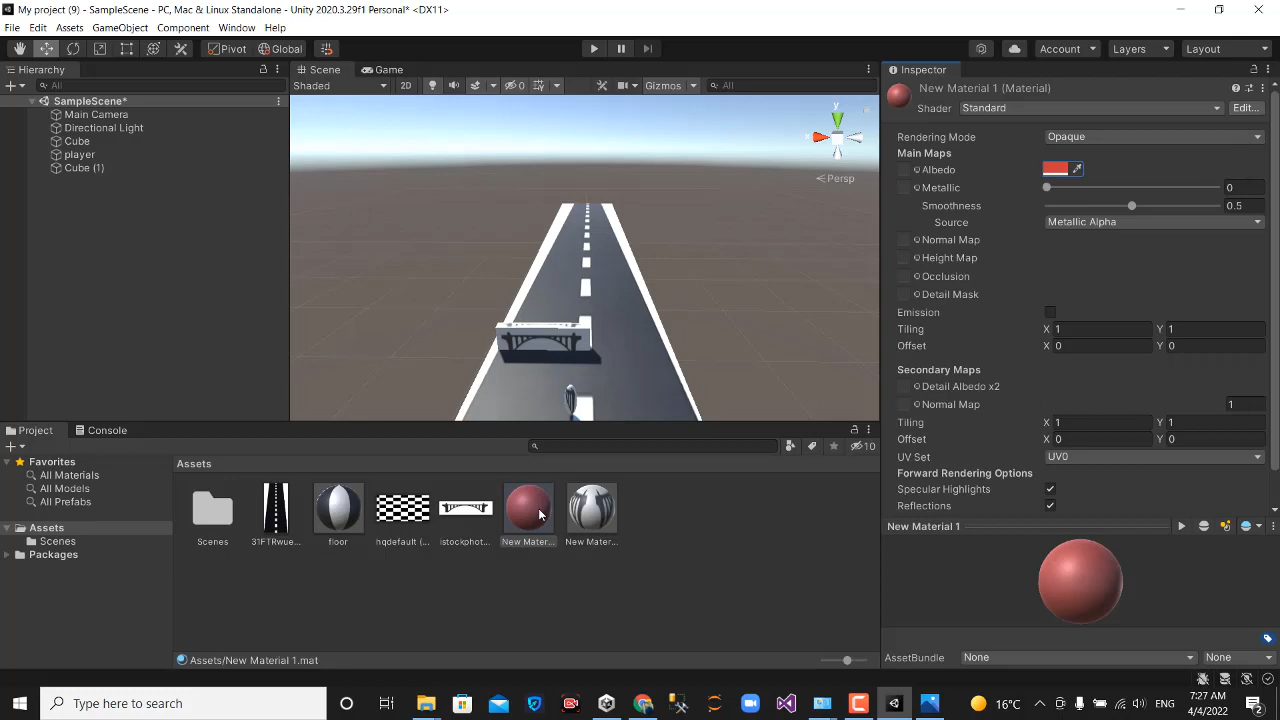 My project (9) - SampleScene - PC, Mac & Linux Standalone - Unity 2020.3.29f1 Personal* <DX11>
File Edit Assets GameObject Component Window Help
Pivot Global Account Layers Layout
Hierarchy Scene Game Inspector
All Shaded 2D 0 Gizmos All
New Material 1 (Material)
Shader Standard Edit...
SampleScene*
Main Camera
Directional Light
Cube
player
Cube (1)
y
x
Persp
Rendering Mode Opaque
Main Maps
Albedo
Metallic 0
Smoothness 0.5
Source Metallic Alpha
Normal Map
Height Map
Occlusion
Detail Mask
Emission
Tiling X 1 Y 1
Offset X 0 Y 0
Secondary Maps
Detail Albedo x2
Normal Map 1
Tiling X 1 Y 1
Offset X 0 Y 0
UV Set UV0
Forward Rendering Options
Specular Highlights
Reflections
Project Console
10
Favorites
All Materials
All Models
All Prefabs
Assets
Scenes
Packages
Assets
Scenes 31FTRwue... floor hqdefault (... istockphot... New Mater... New Mater...
Assets/New Material 1.mat
New Material 1
AssetBundle None None
Type here to search
16°C ENG 7:27 AM
4/4/2022